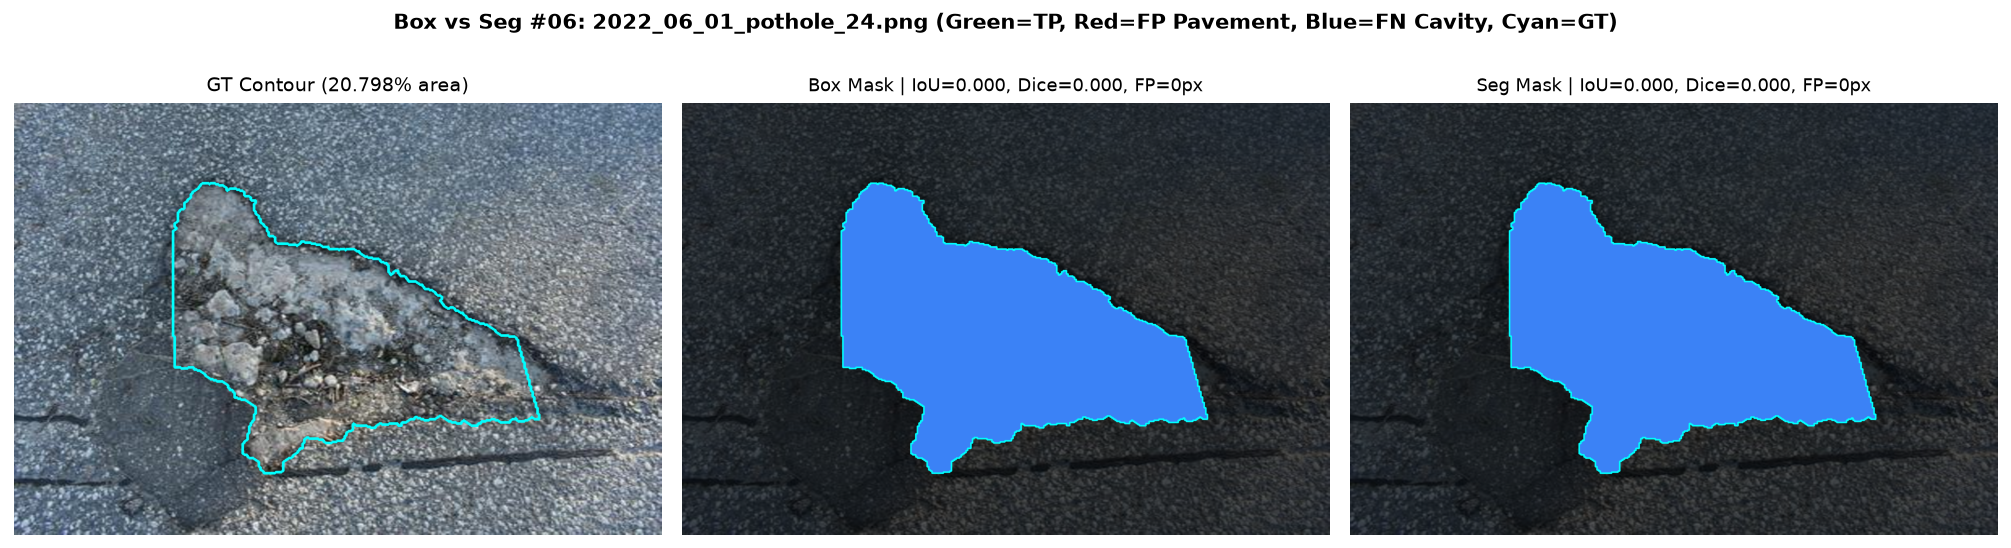 Box vs Seg #06: 2022_06_01_pothole_24.png (Green=TP, Red=FP Pavement, Blue=FN Cavity, Cyan=GT)
GT Contour (20.798% area)
Box Mask | IoU=0.000, Dice=0.000, FP=0px
Seg Mask | IoU=0.000, Dice=0.000, FP=0px